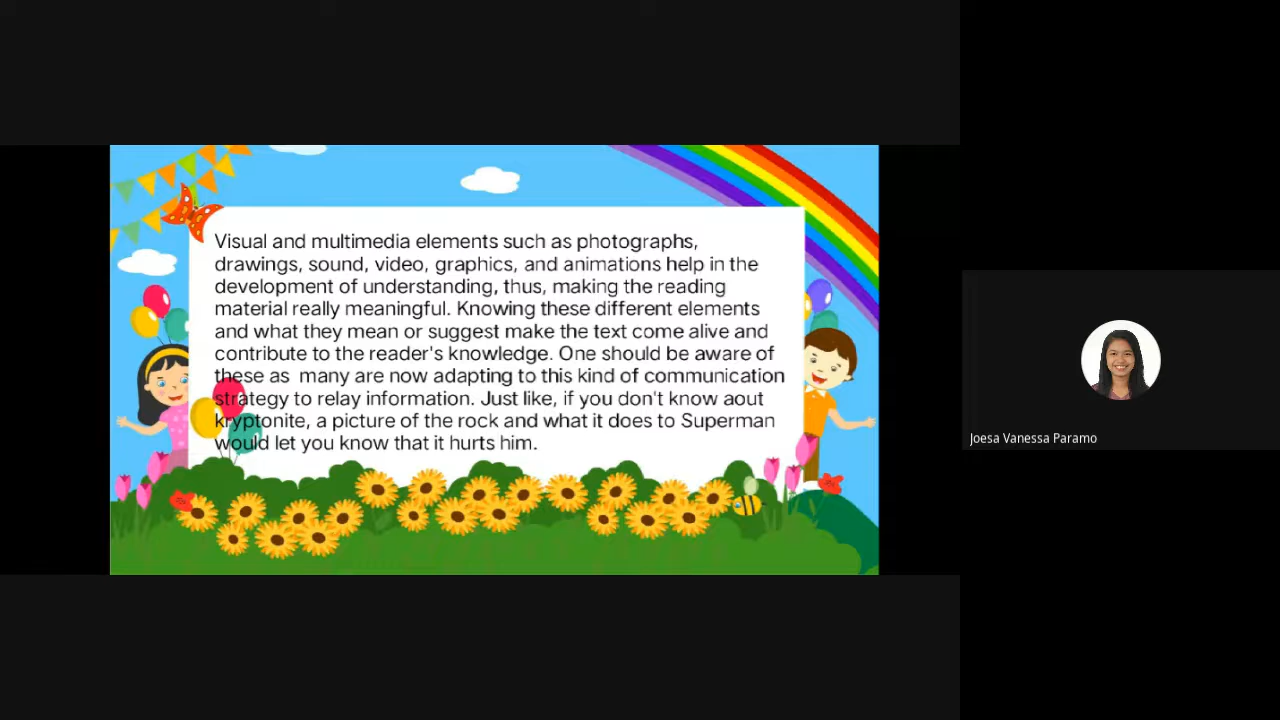 Visual and multimedia elements such as photographs,
drawings, sound, video, graphics, and animations help in the
development of understanding, thus, making the reading
material really meaningful. Knowing these different elements
and what they mean or suggest make the text come alive and
contribute to the reader's knowledge. One should be aware of
these as  many are now adapting to this kind of communication
strategy to relay information. Just like, if you don't know aout
kryptonite, a picture of the rock and what it does to Superman
would let you know that it hurts him.
Joesa Vanessa Paramo